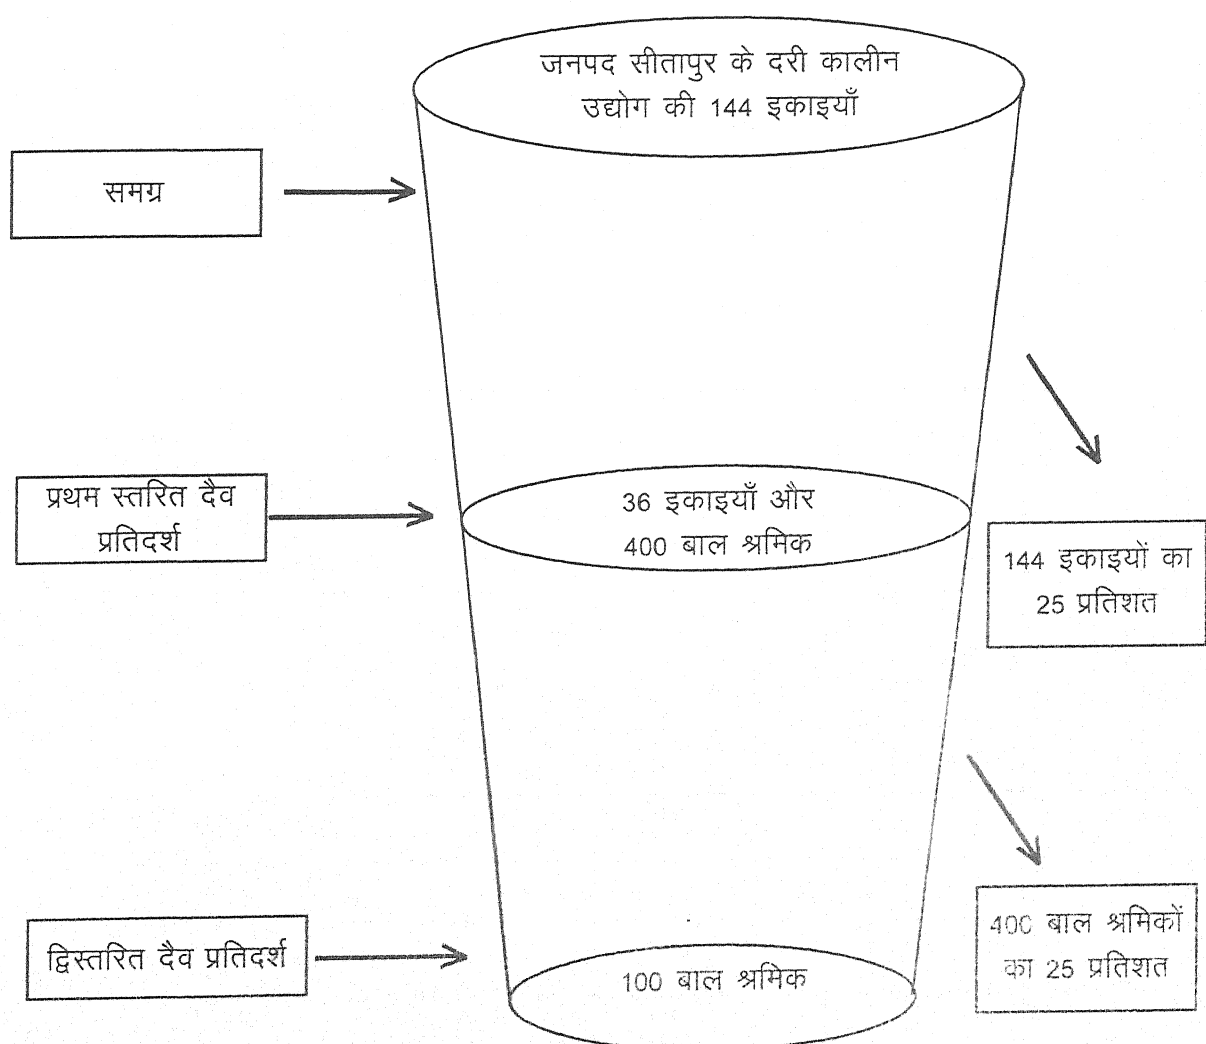 जनपद सीतापुर के दरी कालीन
उद्योग की 144 इकाइयाँ
समग्र
प्रथम स्तरित दैव
प्रतिदर्श
36 इकाइयाँ और
400 बाल श्रमिक
144 इकाइयों का
25 प्रतिशत
द्विस्तरित दैव प्रतिदर्श
100 बाल श्रमिक
400 बाल श्रमिकों
का 25 प्रतिशत